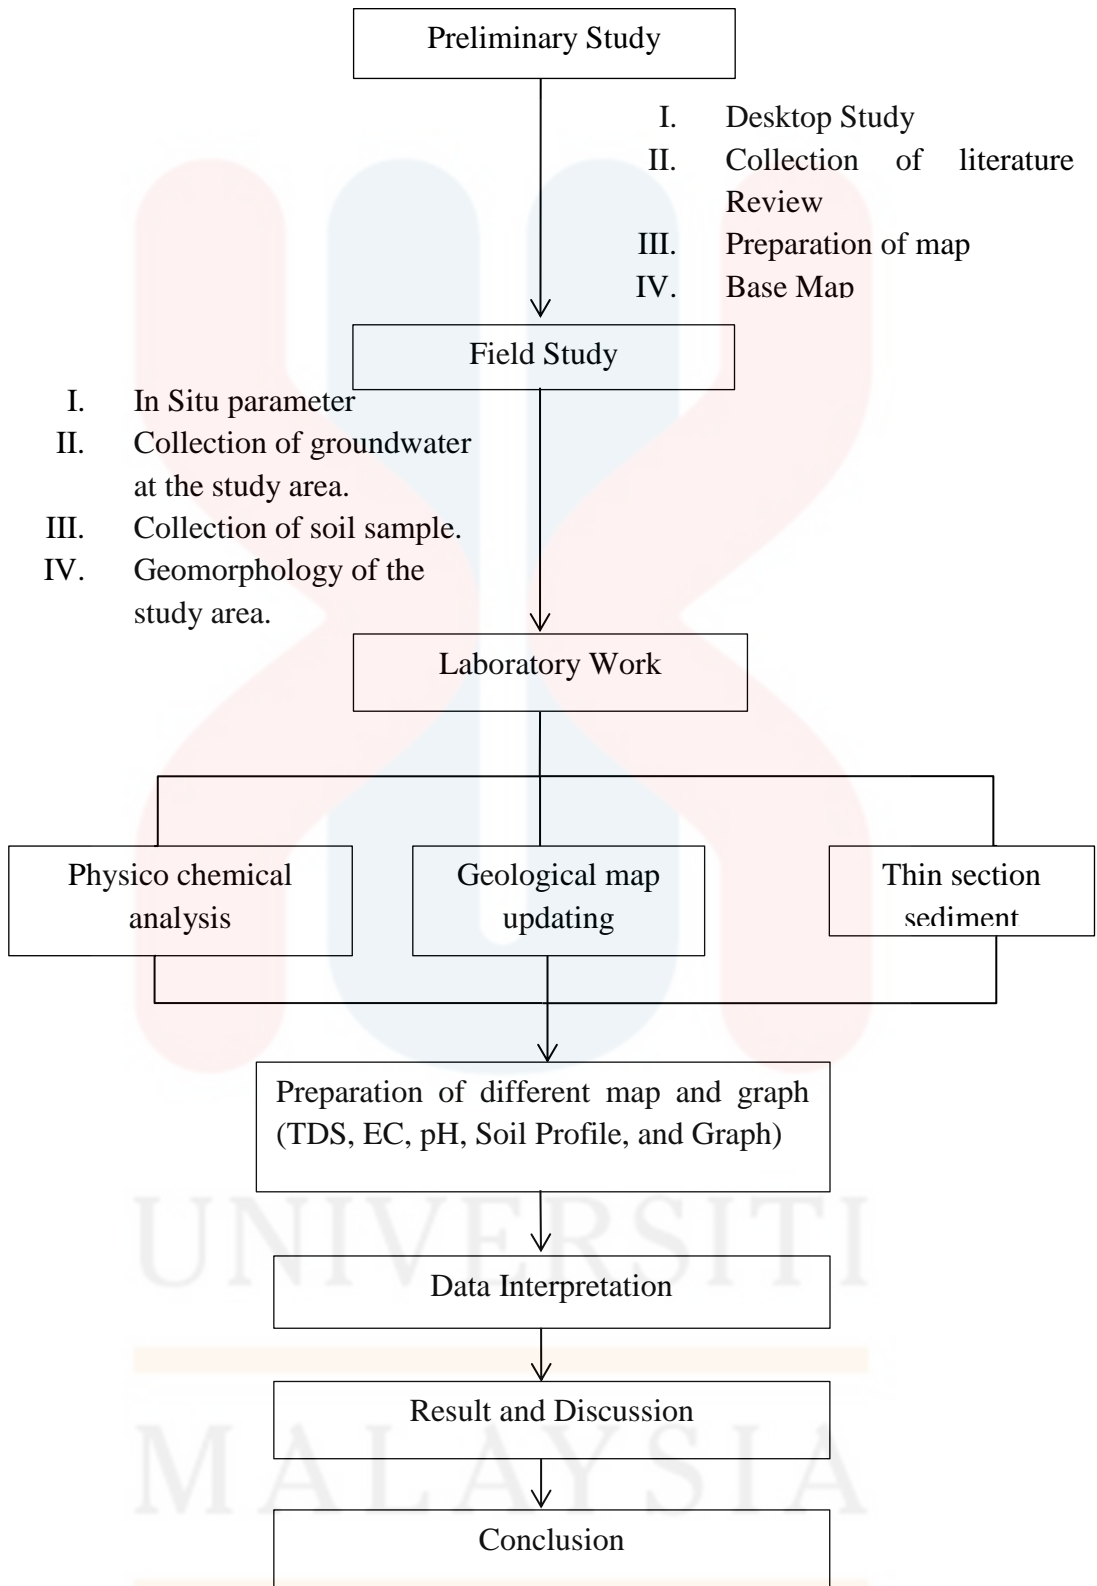 Preliminary Study
I. Desktop Study
II. Collection of literature
Review
III. Preparation of map
IV. Base Map
Field Study
I. In Situ parameter
II. Collection of groundwater
at the study area.
III. Collection of soil sample.
IV. Geomorphology of the
study area.
Laboratory Work
Physico chemical
analysis
Geological map
updating
Thin section
sediment
Preparation of different map and graph
(TDS, EC, pH, Soil Profile, and Graph)
UNIVERSITI
Data Interpretation
Result and Discussion
MALAYSIA
Conclusion